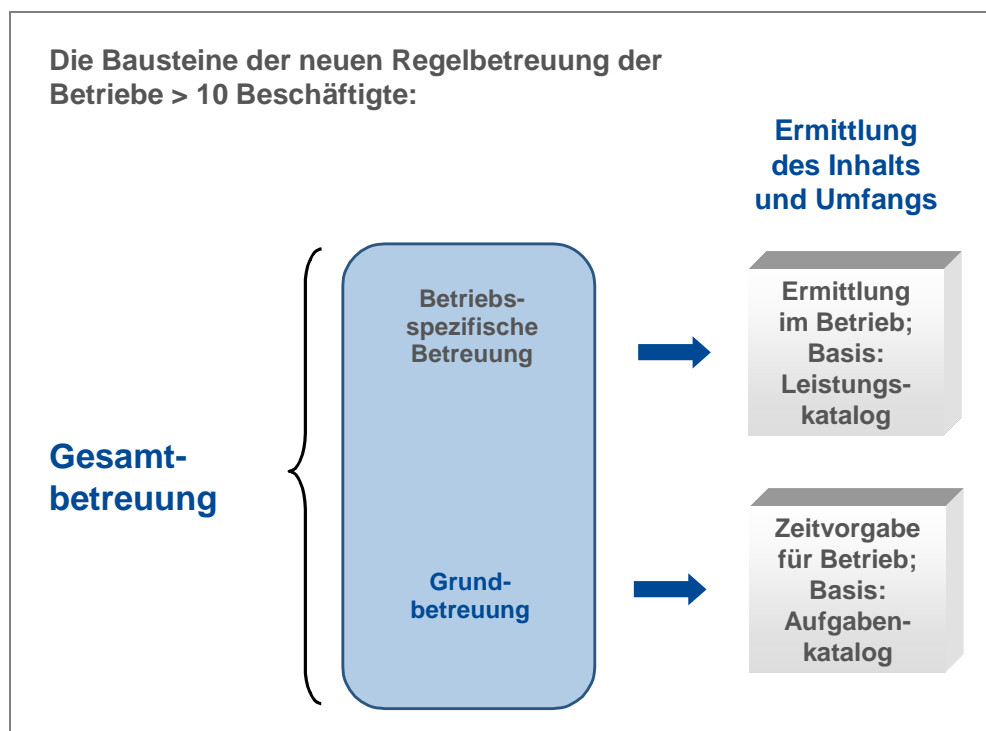 Die Bausteine der neuen Regelbetreuung der
Betriebe > 10 Beschäftigte:
Ermittlung
des Inhalts
und Umfangs
Gesamt-
betreuung
Betriebs-
spezifische
Betreuung
Ermittlung
im Betrieb;
Basis:
Leistungs-
katalog
Grund-
betreuung
Zeitvorgabe
für Betrieb;
Basis:
Aufgaben-
katalog